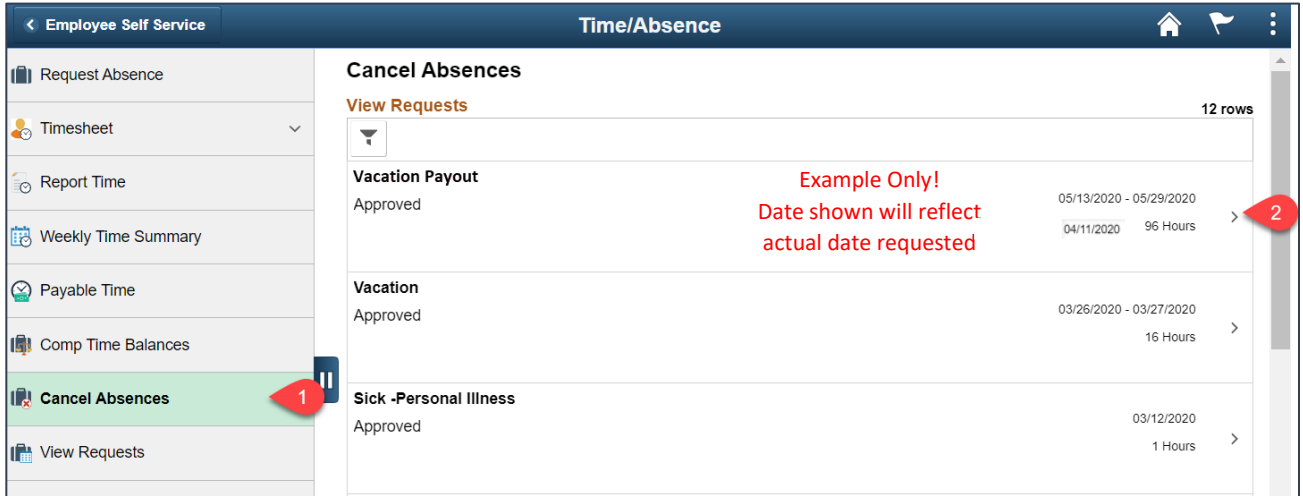 Employee Self Service
Time/Absence
Request Absence
Timesheet
Report Time
Weekly Time Summary
Payable Time
Comp Time Balances
Cancel Absences
1
View Requests
Cancel Absences
View Requests
12 rows
Vacation Payout
Approved
Example Only!
Date shown will reflect
actual date requested
05/13/2020 - 05/29/2020
04/11/2020 96 Hours
2
Vacation
Approved
03/26/2020 - 03/27/2020
16 Hours
Sick -Personal Illness
Approved
03/12/2020
1 Hours